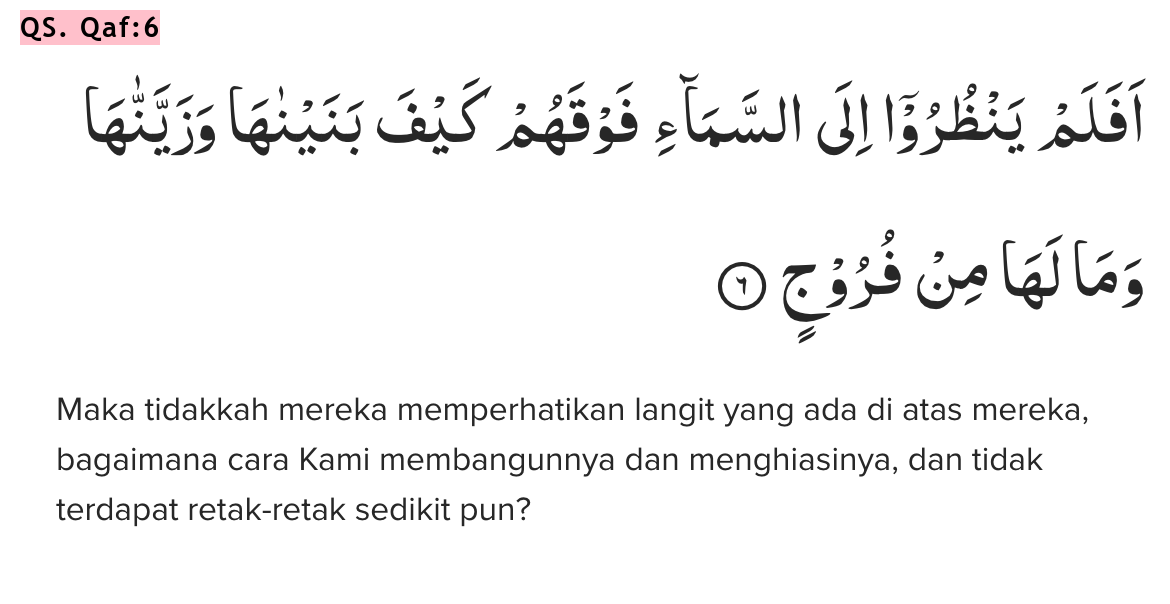 QS. Qaf:6
اَفَلَمْ يَنْظُرُوْٓا اِلَى السَّمَاۤءِ فَوْقَهُمْ كَيْفَ بَنَيْنٰهَا وَزَيَّنّٰهَا
وَمَا لَهَا مِنْ فُرُوْجٍ ٦
Maka tidakkah mereka memperhatikan langit yang ada di atas mereka,
bagaimana cara Kami membangunnya dan menghiasinya, dan tidak
terdapat retak-retak sedikit pun?